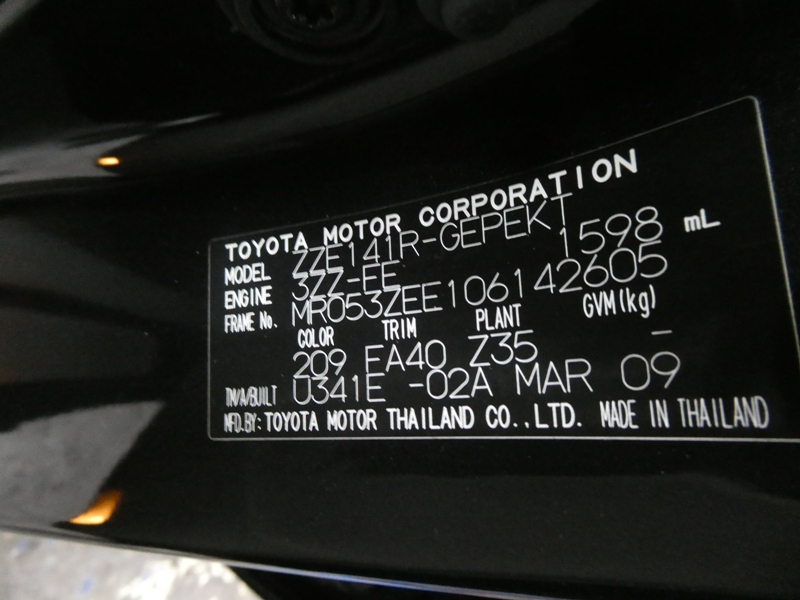 TOYOTA MOTOR CORPORATION
MODEL ZZE141R-GEPEKT
ENGINE 3ZZ-FE 1598 mL
FRAME No. MR053ZEE106142605
COLOR TRIM PLANT GVM(kg)
209 FA40 Z35 –
TM/A/BUILT U341E -02A MAR 09
MFD.BY: TOYOTA MOTOR THAILAND CO.,LTD. MADE IN THAILAND